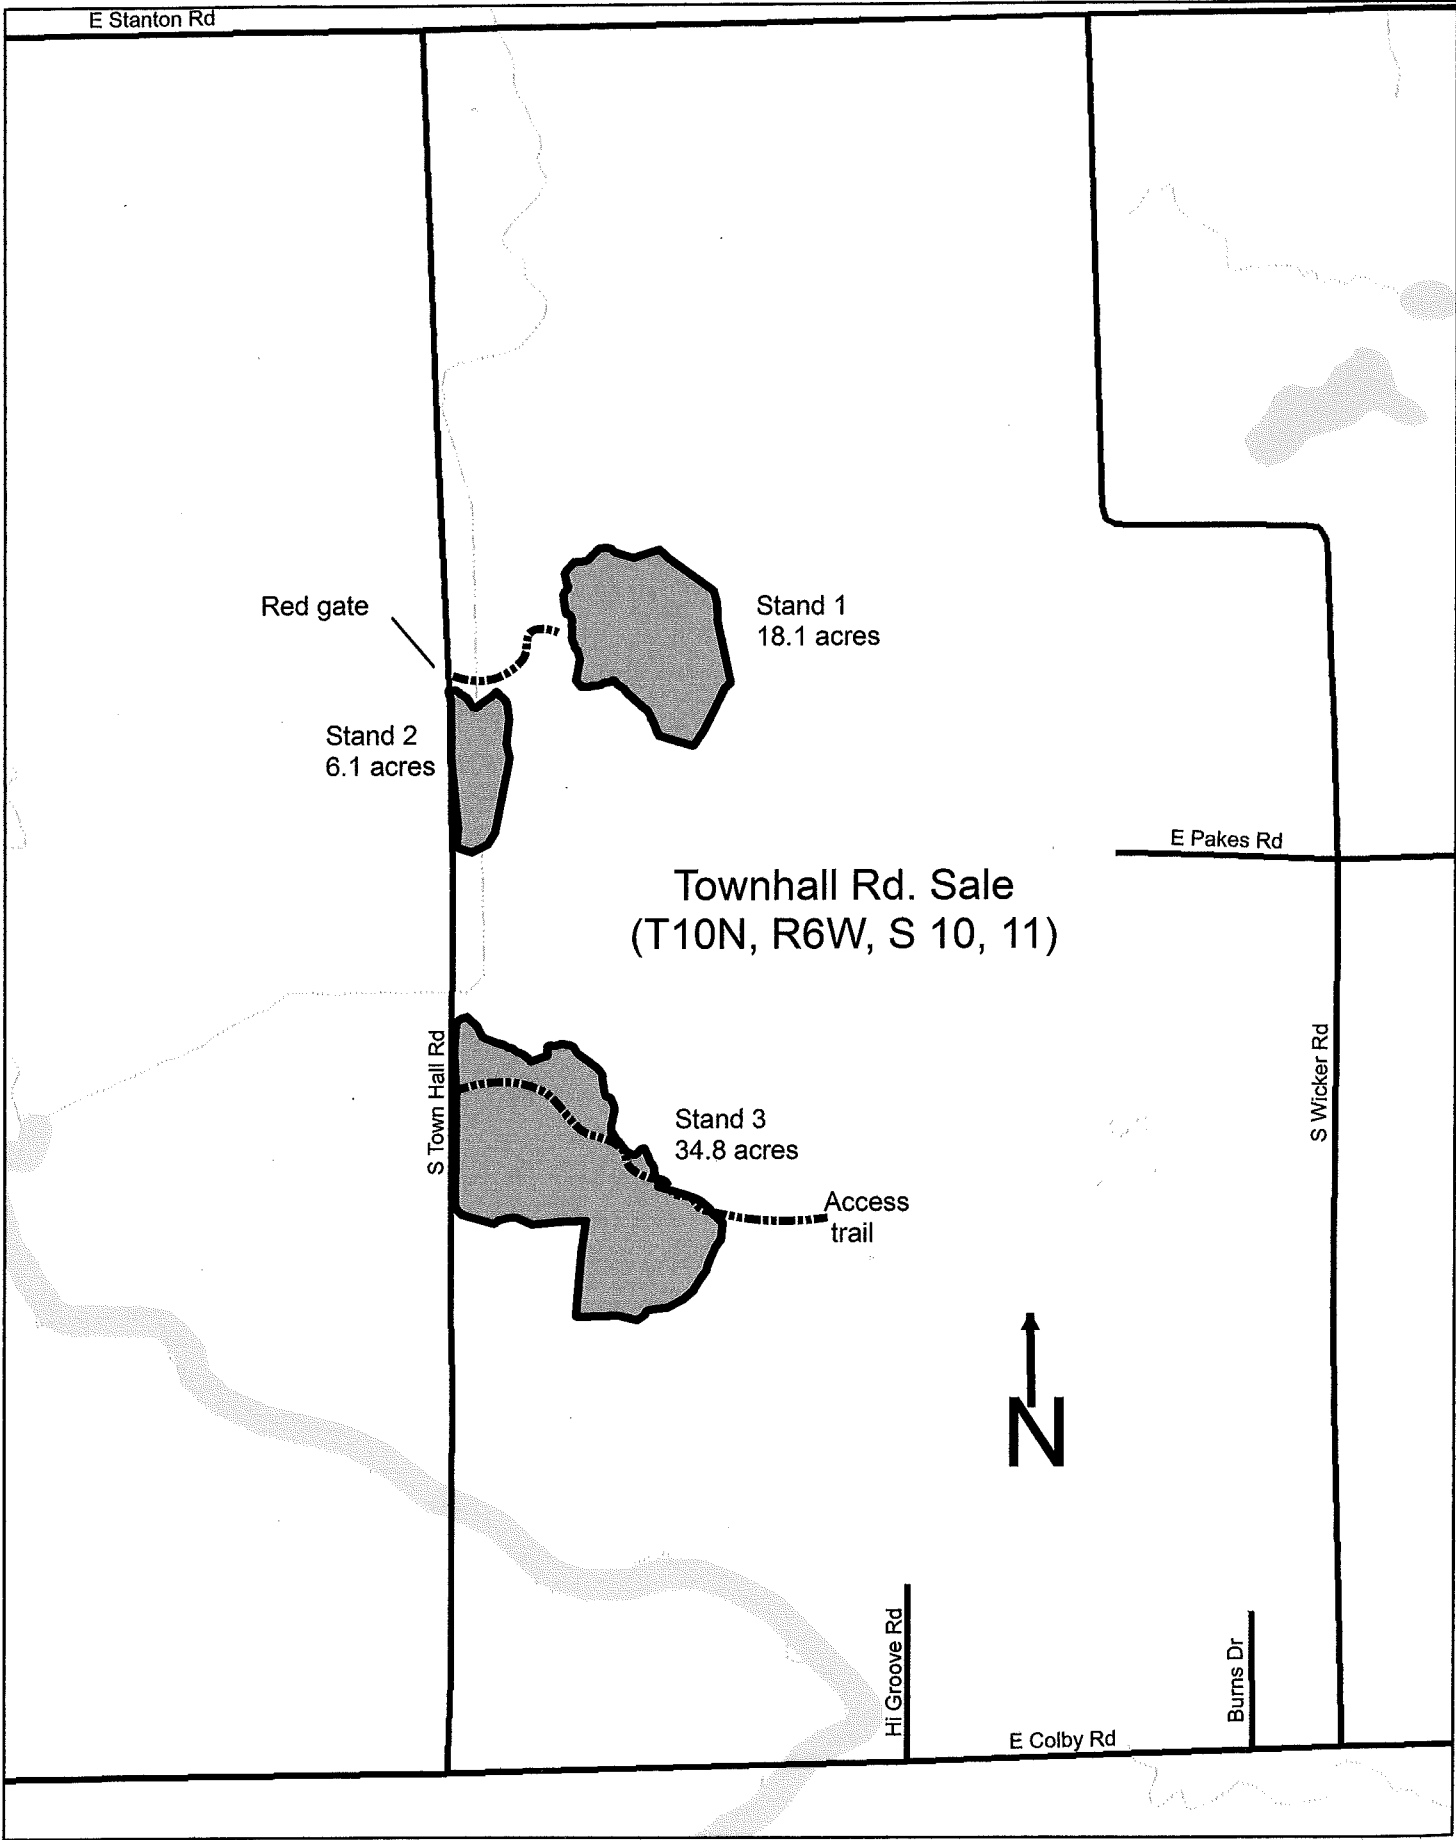 E Stanton Rd
Red gate
Stand 1
18.1 acres
Stand 2
6.1 acres
E Pakes Rd
Townhall Rd. Sale
(T10N, R6W, S 10, 11)
S Town Hall Rd
S Wicker Rd
Stand 3
34.8 acres
Access
trail
N
Hi Groove Rd
Burns Dr
E Colby Rd